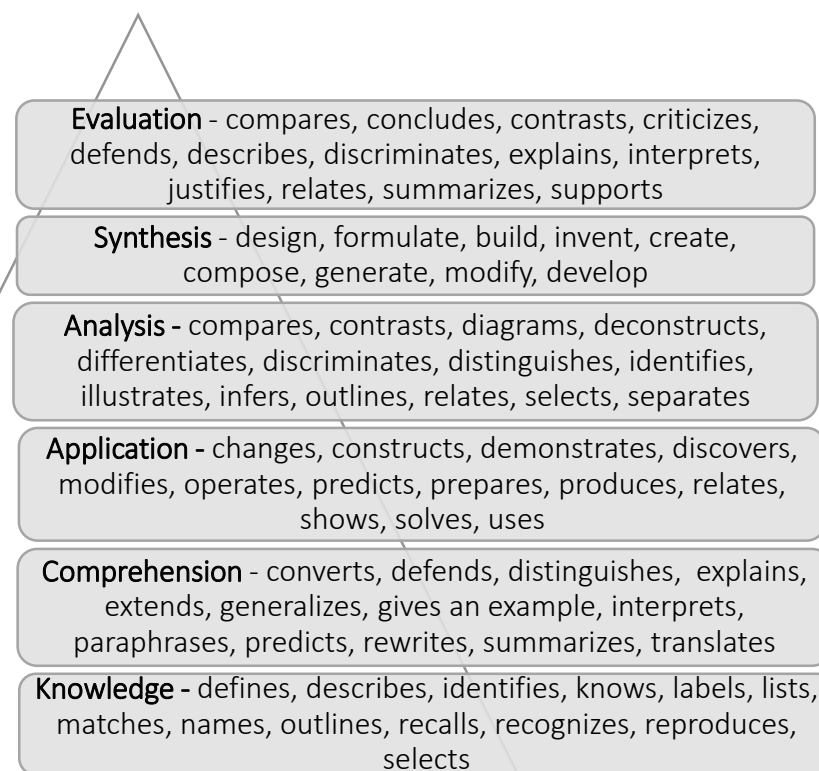 Evaluation - compares, concludes, contrasts, criticizes,
defends, describes, discriminates, explains, interprets,
justifies, relates, summarizes, supports
Synthesis - design, formulate, build, invent, create,
compose, generate, modify, develop
Analysis - compares, contrasts, diagrams, deconstructs,
differentiates, discriminates, distinguishes, identifies,
illustrates, infers, outlines, relates, selects, separates
Application - changes, constructs, demonstrates, discovers,
modifies, operates, predicts, prepares, produces, relates,
shows, solves, uses
Comprehension - converts, defends, distinguishes, explains,
extends, generalizes, gives an example, interprets,
paraphrases, predicts, rewrites, summarizes, translates
Knowledge - defines, describes, identifies, knows, labels, lists,
matches, names, outlines, recalls, recognizes, reproduces,
selects